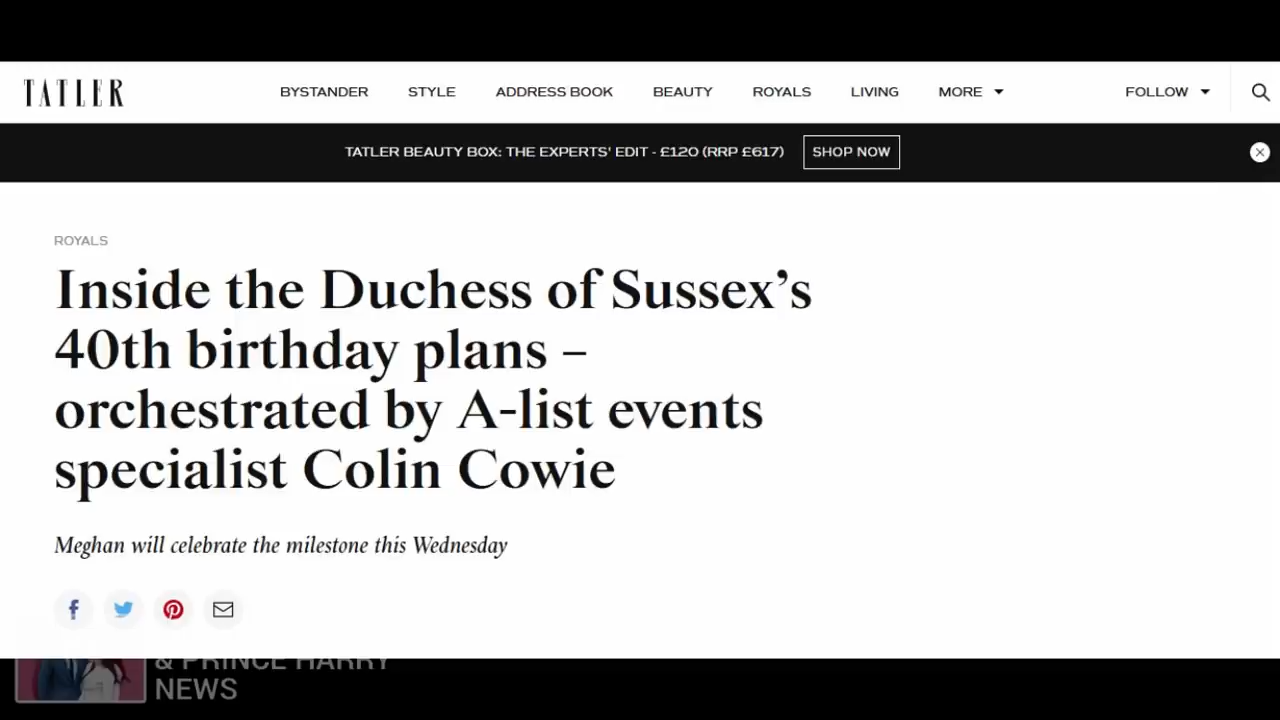 TATLER
BYSTANDER STYLE ADDRESS BOOK BEAUTY ROYALS LIVING MORE FOLLOW
TATLER BEAUTY BOX: THE EXPERTS' EDIT - £120 (RRP £617) SHOP NOW
ROYALS
Inside the Duchess of Sussex’s
40th birthday plans –
orchestrated by A-list events
specialist Colin Cowie
Meghan will celebrate the milestone this Wednesday
& PRINCE HARRY
NEWS